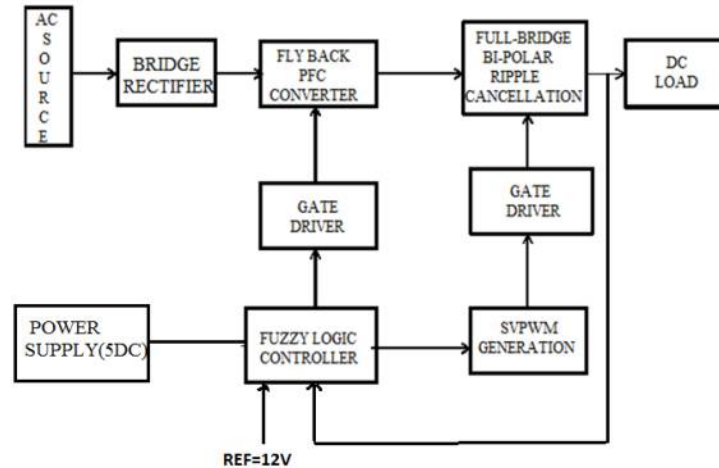 AC
S
O
U
R
C
E
BRIDGE
RECTIFIER
FLY BACK
PFC
CONVERTER
FULL-BRIDGE
BI-POLAR
RIPPLE
CANCELLATION
DC
LOAD
GATE
DRIVER
GATE
DRIVER
POWER
SUPPLY(5DC)
FUZZY LOGIC
CONTROLLER
SVPWM
GENERATION
REF=12V